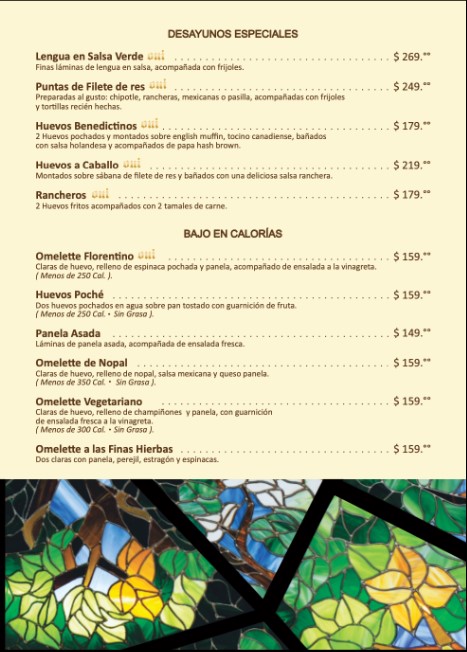 DESAYUNOS ESPECIALES
Lengua en Salsa Verde $ 269.°°
Finas láminas de lengua en salsa, acompañada con frijoles.
Puntas de Filete de res $ 249.°°
Preparadas al gusto: chipotle, rancheras, mexicanas o pasilla, acompañadas con frijoles
y tortillas recién hechas.
Huevos Benedictinos $ 179.°°
2 Huevos pochados y montados sobre english muffin, tocino canadiense, bañados
con salsa holandesa y acompañados de papa hash brown.
Huevos a Caballo $ 219.°°
Montados sobre sábana de filete de res y bañados con una deliciosa salsa ranchera.
Rancheros $ 179.°°
2 Huevos fritos acompañados con 2 tamales de carne.
BAJO EN CALORÍAS
Omelette Florentino $ 159.°°
Claras de huevo, relleno de espinaca pochada y panela, acompañado de ensalada a la vinagreta.
( Menos de 250 Cal. ).
Huevos Poché $ 159.°°
Dos huevos pochados en agua sobre pan tostado con guarnición de fruta.
( Menos de 250 Cal. • Sin Grasa ).
Panela Asada $ 149.°°
Láminas de panela asada, acompañada de ensalada fresca.
Omelette de Nopal $ 159.°°
Claras de huevo, relleno de nopal, salsa mexicana y queso panela.
( Menos de 350 Cal. • Sin Grasa ).
Omelette Vegetariano $ 159.°°
Claras de huevo, relleno de champiñones y panela, con guarnición
de ensalada fresca a la vinagreta.
( Menos de 300 Cal. • Sin Grasa ).
Omelette a las Finas Hierbas $ 159.°°
Dos claras con panela, perejil, estragón y espinacas.